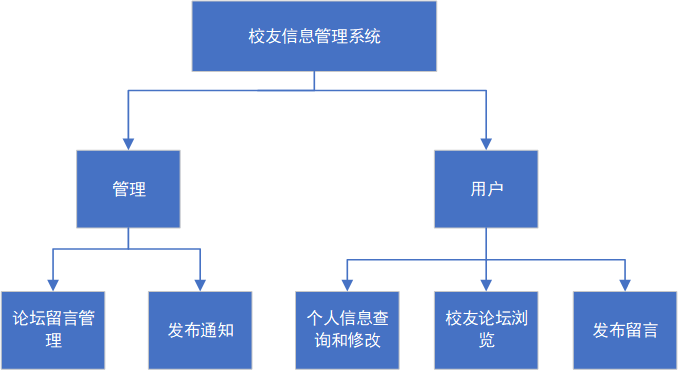 校友信息管理系统
管理
用户
论坛留言管
理
发布通知
个人信息查
询和修改
校友论坛浏
览
发布留言